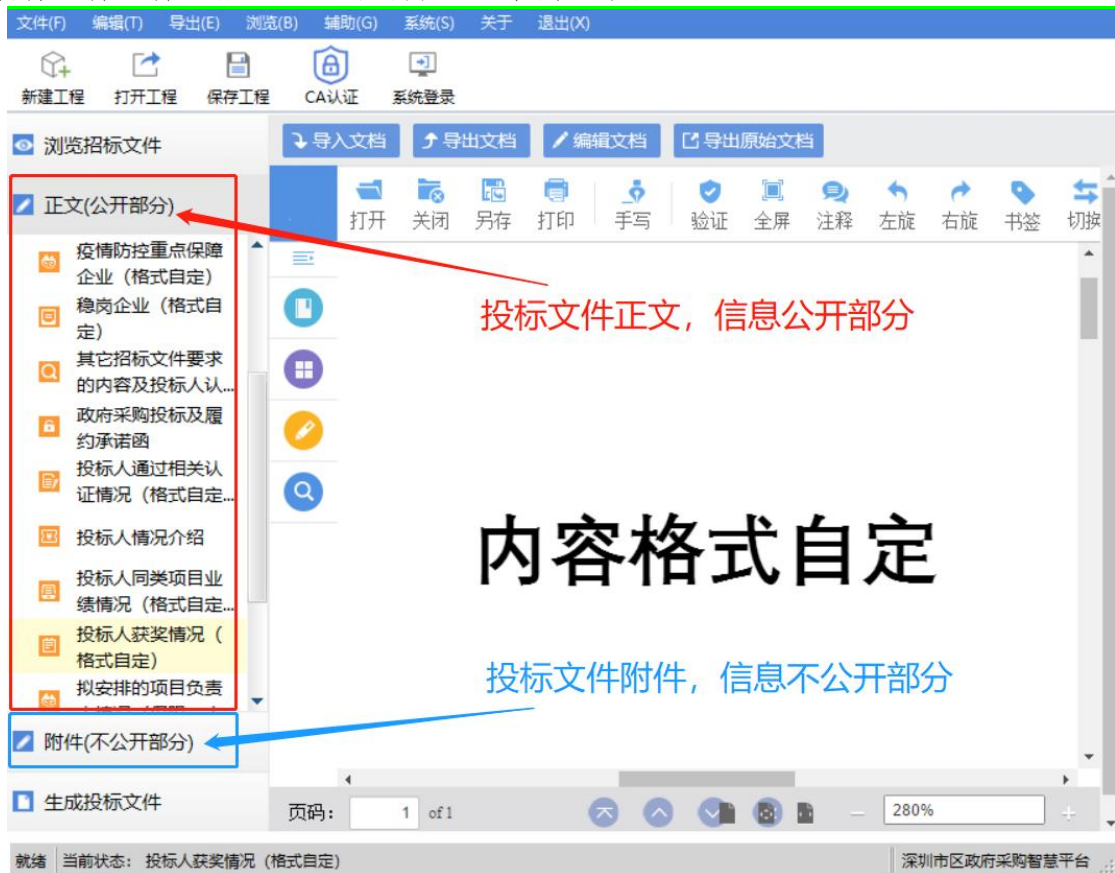 文件(F) 编辑(T) 导出(E) 浏览(B) 辅助(G) 系统(S) 关于 退出(X)
新建工程 打开工程 保存工程 CA认证 系统登录
浏览招标文件
导入文档 导出文档 编辑文档 导出原始文档
正文(公开部分)
打开 关闭 另存 打印 手写 验证 全屏 注释 左旋 右旋 书签 切换
疫情防控重点保障
企业（格式自定）
稳岗企业（格式自
定）
其它招标文件要求
的内容及投标人认...
政府采购投标及履
约承诺函
投标人通过相关认
证情况（格式自定...
投标人情况介绍
投标人同类项目业
绩情况（格式自定...
投标人获奖情况（
格式自定）
拟安排的项目负责
投标文件正文，信息公开部分
内容格式自定
投标文件附件，信息不公开部分
附件(不公开部分)
生成投标文件
页码： 1 of 1 280%
就绪 当前状态： 投标人获奖情况（格式自定） 深圳市区政府采购智慧平台